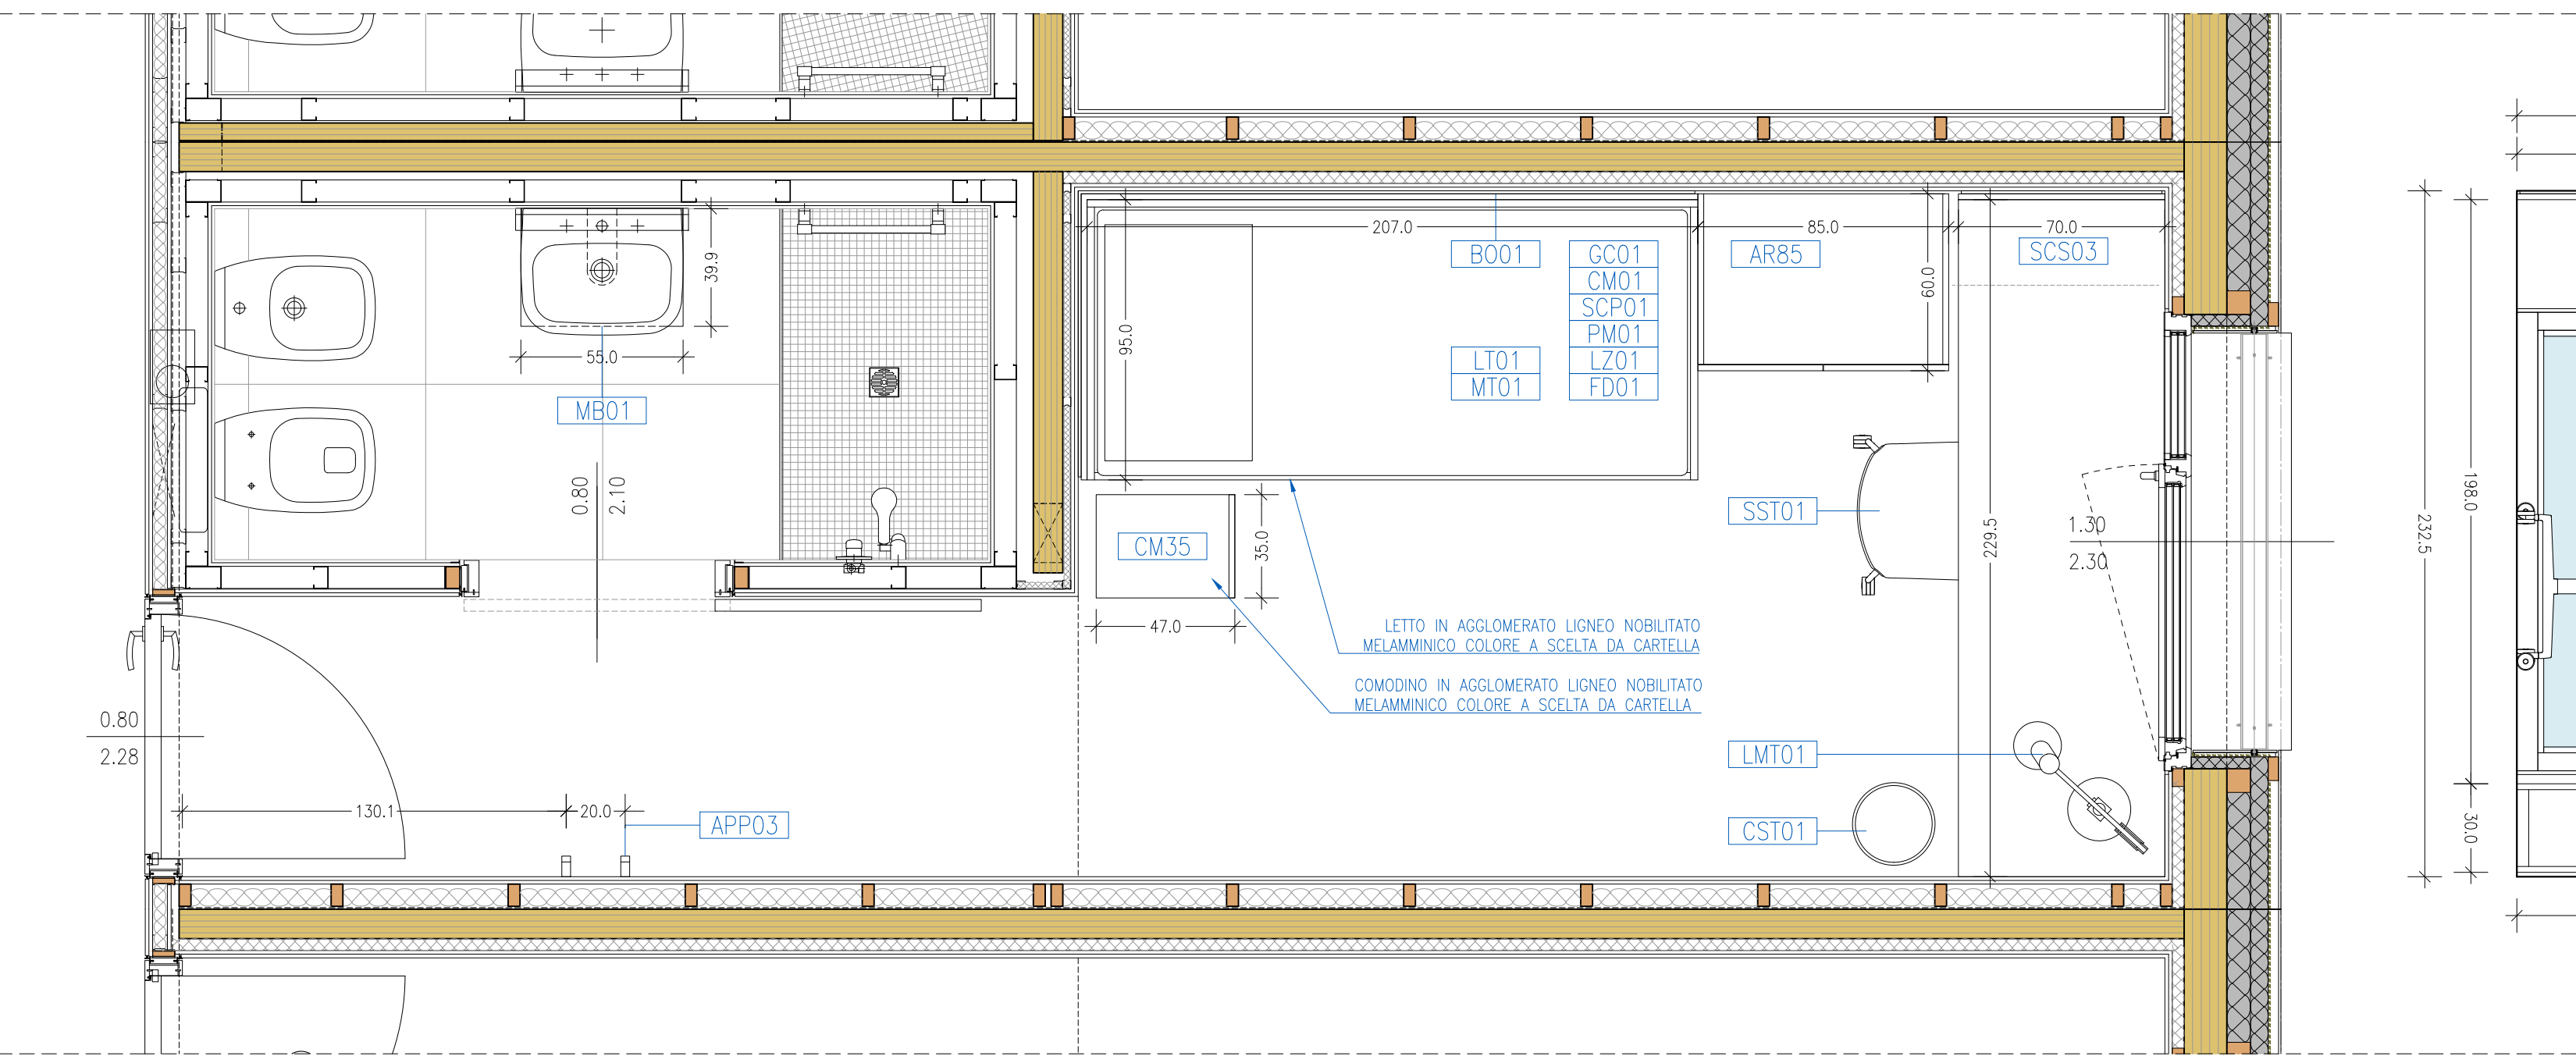 207.0
85.0
70.0
BO01
GC01
AR85
SCS03
CM01
SCP01
PM01
LT01
LZ01
MT01
FD01
39.9
60.0
95.0
55.0
MB01
0.80
2.10
SST01
229.5
1.30
2.30
198.0
232.5
CM35
35.0
47.0
LETTO IN AGGLOMERATO LIGNEO NOBILITATO
MELAMMINICO COLORE A SCELTA DA CARTELLA
COMODINO IN AGGLOMERATO LIGNEO NOBILITATO
MELAMMINICO COLORE A SCELTA DA CARTELLA
0.80
2.28
LMT01
130.1
20.0
APP03
CST01
30.0